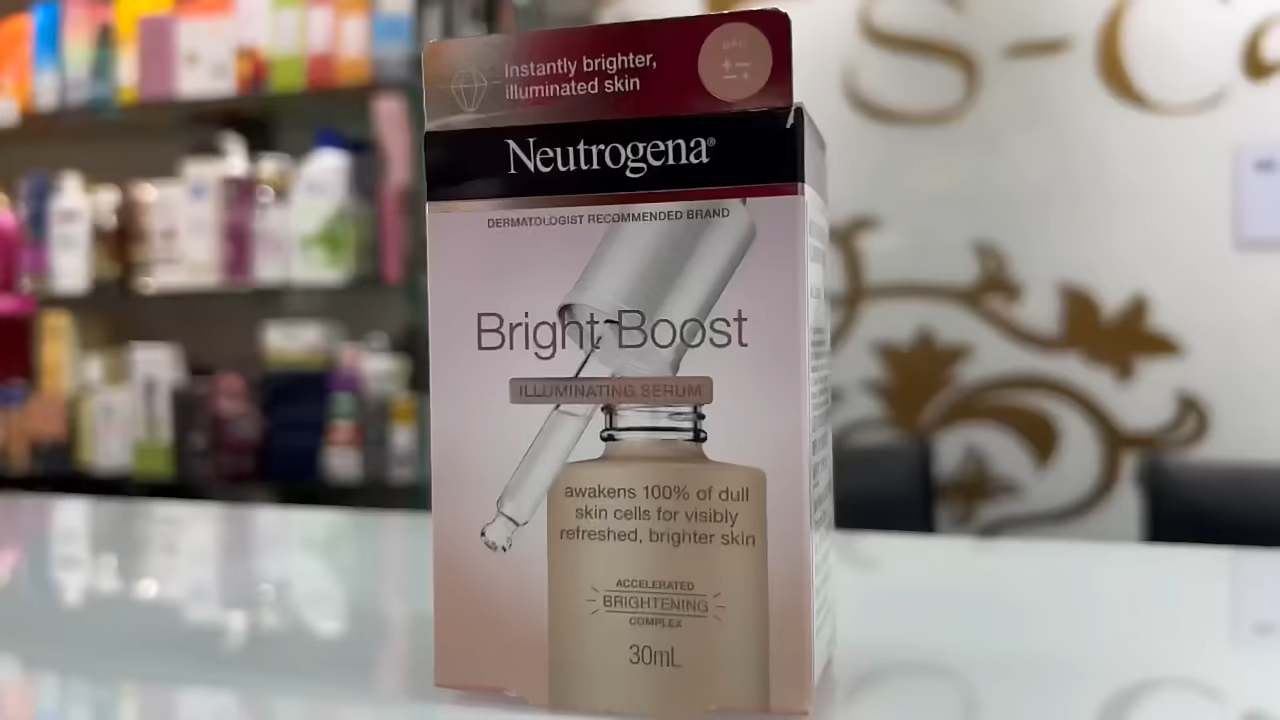 Instantly brighter,
illuminated skin
Neutrogena®
DERMATOLOGIST RECOMMENDED BRAND
Bright Boost
ILLUMINATING SERUM
awakens 100% of dull
skin cells for visibly
refreshed, brighter skin
ACCELERATED
BRIGHTENING
COMPLEX
30mL
S-Ca